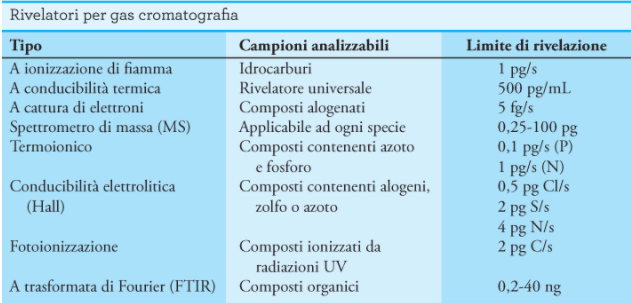 Rivelatori per gas cromatografia
Tipo Campioni analizzabili Limite di rivelazione
A ionizzazione di fiamma Idrocarburi 1 pg/s
A conducibilità termica Rivelatore universale 500 pg/mL
A cattura di elettroni Composti alogenati 5 fg/s
Spettrometro di massa (MS) Applicabile ad ogni specie 0,25-100 pg
Termoionico Composti contenenti azoto 0,1 pg/s (P)
e fosforo 1 pg/s (N)
Conducibilità elettrolitica Composti contenenti alogeni, 0,5 pg Cl/s
(Hall) zolfo o azoto 2 pg S/s
4 pg N/s
Fotoionizzazione Composti ionizzati da 2 pg C/s
radiazioni UV
A trasformata di Fourier (FTIR) Composti organici 0,2-40 ng